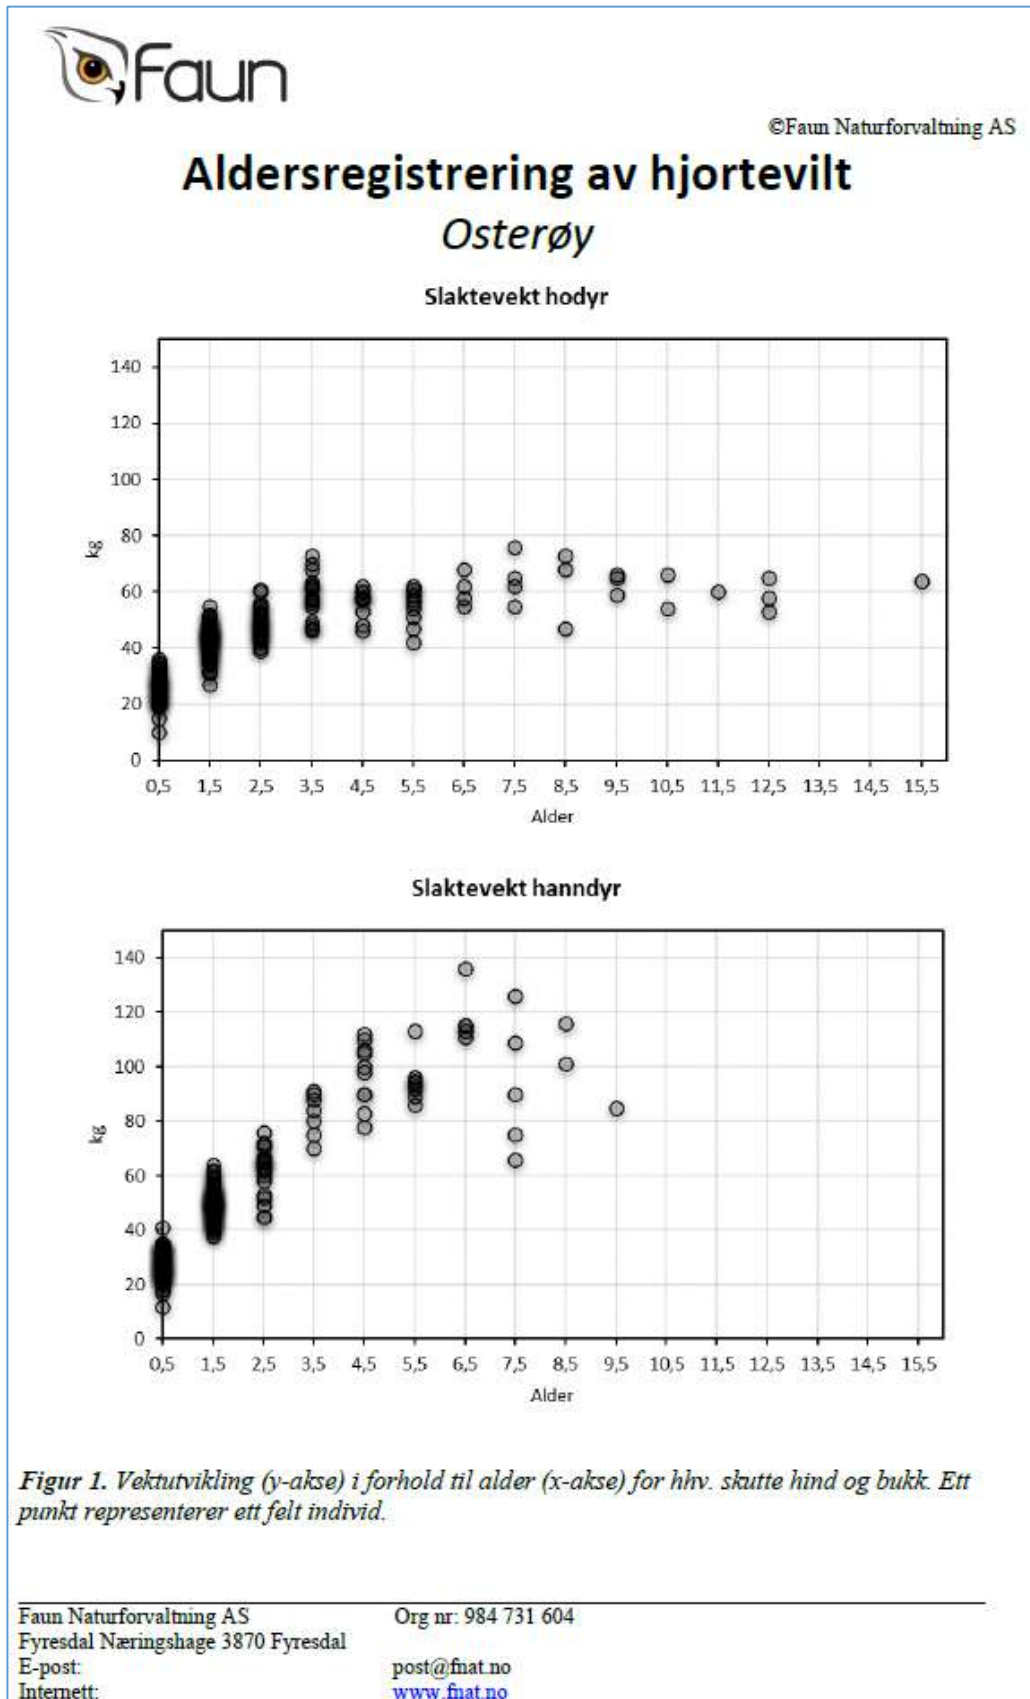 Faun
©Faun Naturforvaltning AS
Aldersregistrering av hjortevilt
Osterøy
Slaktevekt hodyr
140
120
100
80
60
40
20
0
kg
0,5 1,5 2,5 3,5 4,5 5,5 6,5 7,5 8,5 9,5 10,5 11,5 12,5 13,5 14,5 15,5
Alder
Slaktevekt hanndyr
140
120
100
80
60
40
20
0
kg
0,5 1,5 2,5 3,5 4,5 5,5 6,5 7,5 8,5 9,5 10,5 11,5 12,5 13,5 14,5 15,5
Alder
Figur 1. Vektutvikling (y-akse) i forhold til alder (x-akse) for hhv. skutte hind og bukk. Ett
punkt representerer ett felt individ.
Faun Naturforvaltning AS Org nr: 984 731 604
Fyresdal Næringshage 3870 Fyresdal
E-post: post@fnat.no
Internett: www.fnat.no